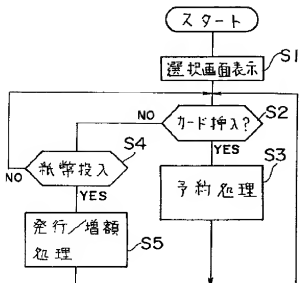 スタート
S1
選択画面表示
S2
NO
カード挿入?
S4
YES
S3
NO
紙幣投入
予約処理
YES
発行/増額
処理
S5